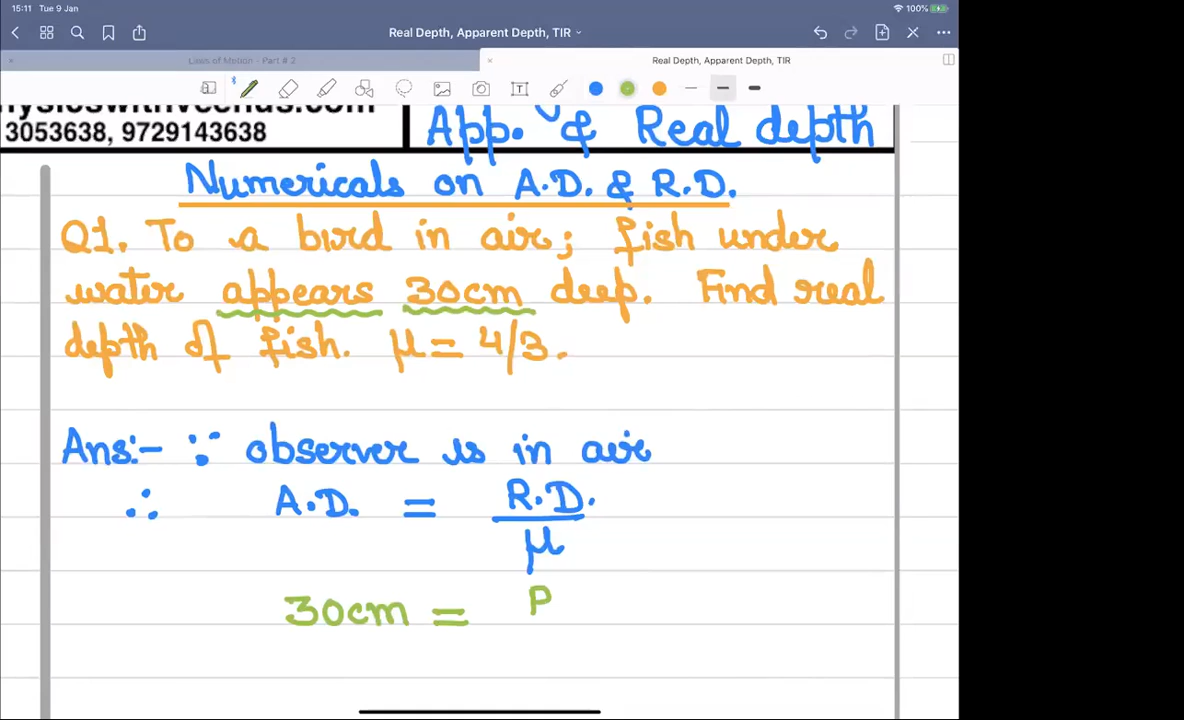 15:11 Tue 9 Jan
100%
Real Depth, Apparent Depth, TIR
Laws of Motion - Part # 2
Real Depth, Apparent Depth, TIR
3053638, 9729143638
App. & Real depth
Numericals on A.D. & R.D.
Q1. To a bird in air; fish under
water appears 30cm deep. Find real
depth of fish. μ = 4/3.
Ans:- ∵ observer is in air
∴ A.D. = R.D.
μ
30cm = P